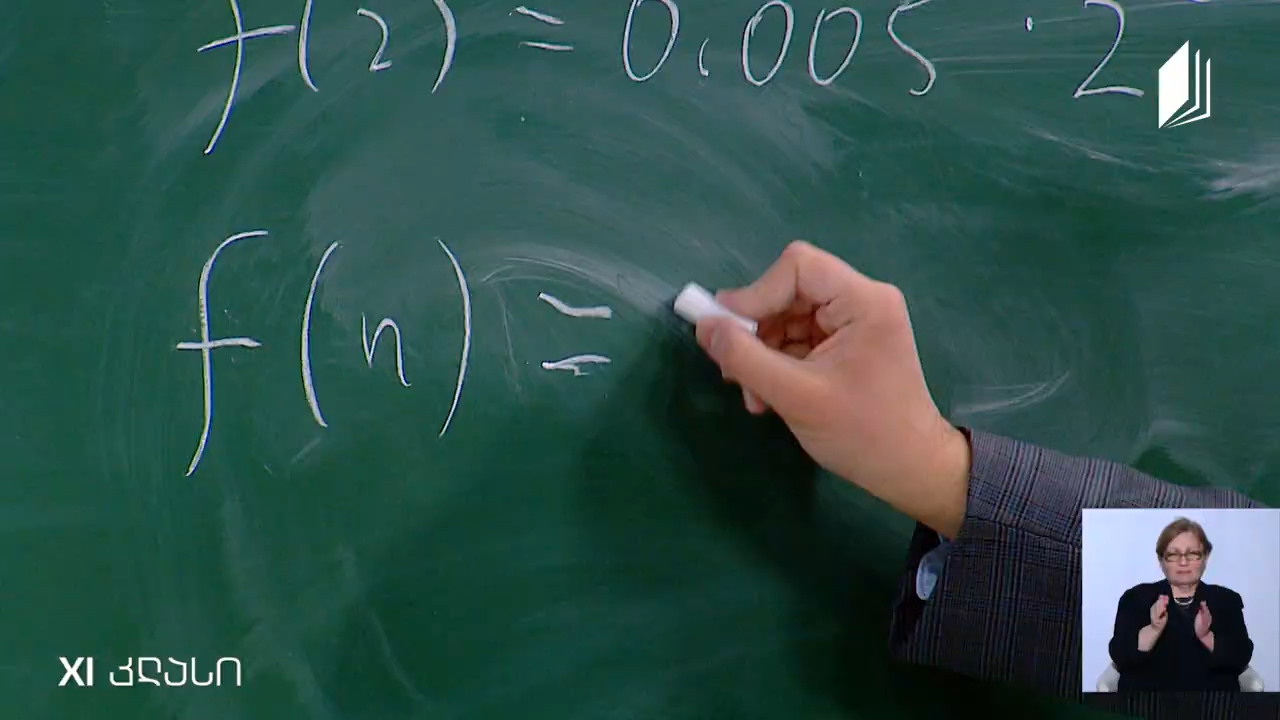 f(2) = 0.005 · 2
f(n) =
XI კლასი